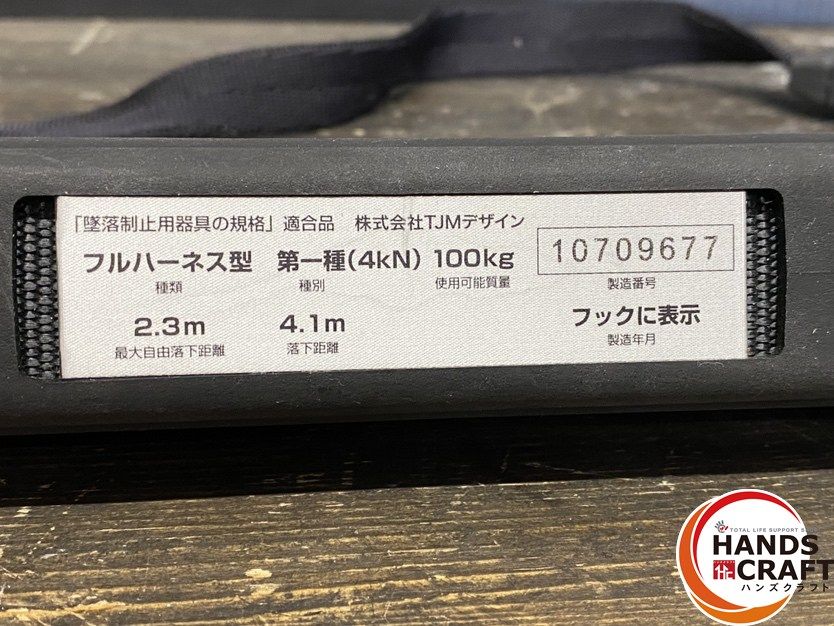 「墜落制止用器具の規格」適合品　株式会社TJMデザイン
フルハーネス型　第一種(4kN) 100kg
種類　種別　使用可能質量
10709677
製造番号
2.3m　4.1m　フックに表示
最大自由落下距離　落下距離　製造年月
TOTAL LIFE SUPPORT S
HANDS
CRAFT
ハンズクラフト